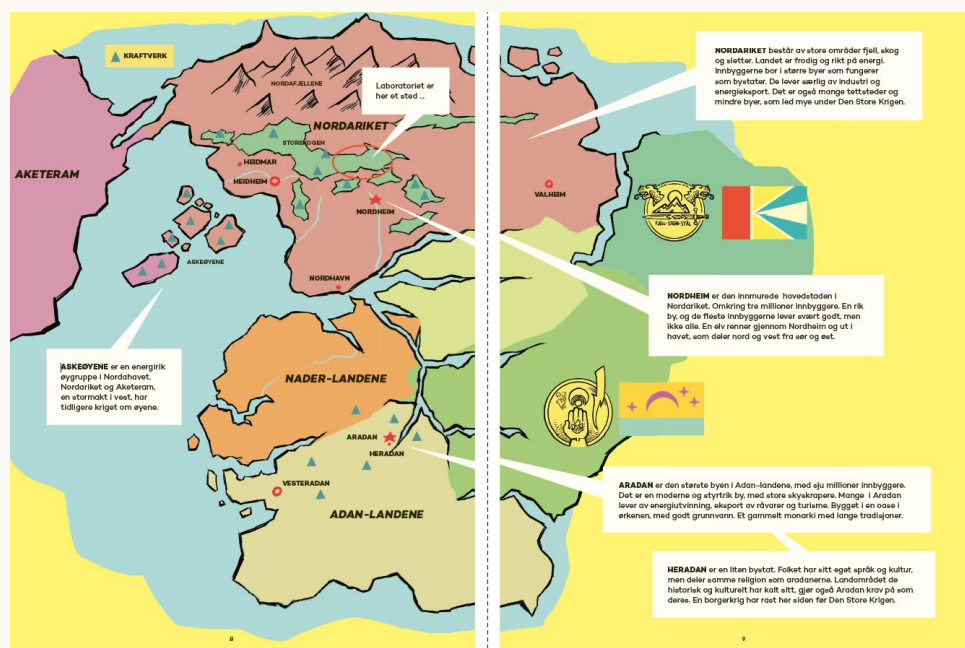 KRAFTVERK
Laboratoriet er
her et sted ...
NORDAFJELLENE
NORDARIKET
STORSKOGEN
AKETERAM
HEIDMAR
HEIDHEIM
NORDHEIM
VALHEIM
ASKEØYENE
NORDHAVN
NADER-LANDENE
ARADAN
HERADAN
VESTERADAN
ADAN-LANDENE
ASKEØYENE er en energirik
øygruppe i Nordahavet.
Nordariket og Aketeram,
en stormakt i vest, har
tidligere kriget om øyene.
8
NORDARIKET består av store områder fjell, skog
og sletter. Landet er frodig og rikt på energi.
Innbyggerne bor i større byer som fungerer
som bystater. De lever særlig av industri og
energieksport. Det er også mange tettsteder og
mindre byer, som led mye under Den Store Krigen.
FJELL STEIN STÅL
NORDHEIM er den innmurede hovedstaden i
Nordariket. Omkring tre millioner innbyggere. En rik
by, og de fleste innbyggerne lever svært godt, men
ikke alle. En elv renner gjennom Nordheim og ut i
havet, som deler nord og vest fra sør og øst.
ARADAN er den største byen i Adan-landene, med sju millioner innbyggere.
Det er en moderne og styrtrik by, med store skyskrapere. Mange i Aradan
lever av energiutvinning, eksport av råvarer og turisme. Bygget i en oase i
ørkenen, med godt grunnvann. Et gammelt monarki med lange tradisjoner.
HERADAN er en liten bystat. Folket har sitt eget språk og kultur,
men deler samme religion som aradanerne. Landområdet de
historisk og kulturelt har kalt sitt, gjør også Aradan krav på som
deres. En borgerkrig har rast her siden før Den Store Krigen.
9